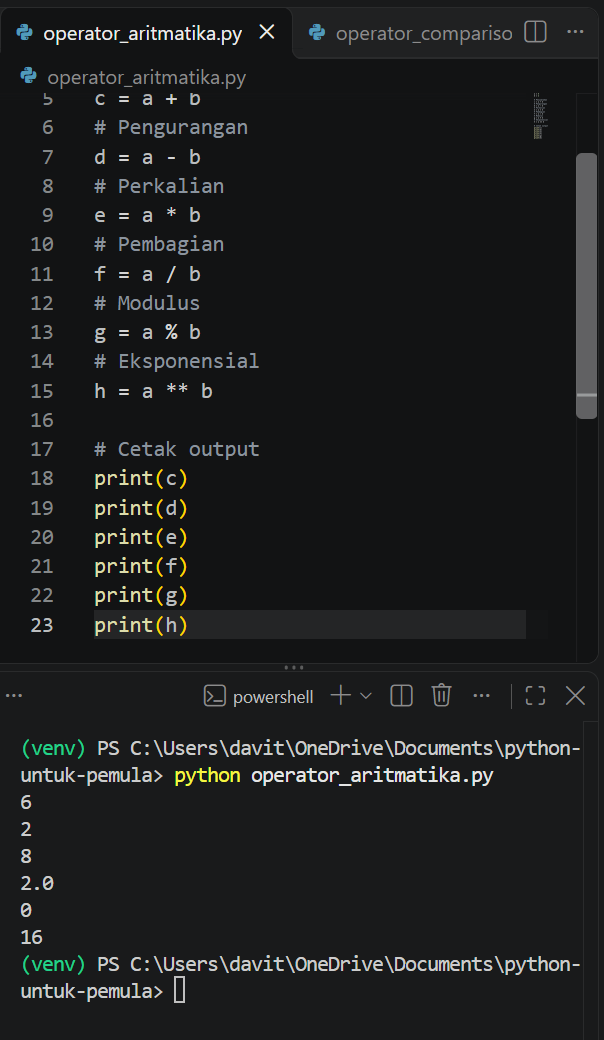 operator_aritmatika.py × operator_compariso ...
operator_aritmatika.py
5 c = a + b
6 # Pengurangan
7 d = a - b
8 # Perkalian
9 e = a * b
10 # Pembagian
11 f = a / b
12 # Modulus
13 g = a % b
14 # Eksponensial
15 h = a ** b
16
17 # Cetak output
18 print(c)
19 print(d)
20 print(e)
21 print(f)
22 print(g)
23 print(h)
powershell
(venv) PS C:\Users\davit\OneDrive\Documents\python-
untuk-pemula> python operator_aritmatika.py
6
2
8
2.0
0
16
(venv) PS C:\Users\davit\OneDrive\Documents\python-
untuk-pemula>